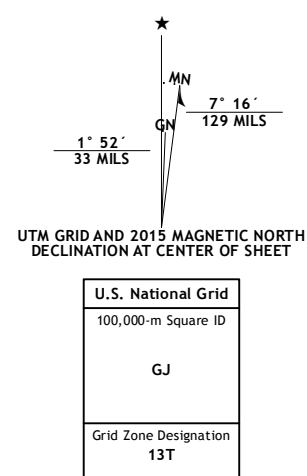 ★
MN
7° 16´
129 MILS
GN
1° 52´
33 MILS
UTM GRID AND 2015 MAGNETIC NORTH
DECLINATION AT CENTER OF SHEET
U.S. National Grid
100,000-m Square ID
GJ
Grid Zone Designation
13T